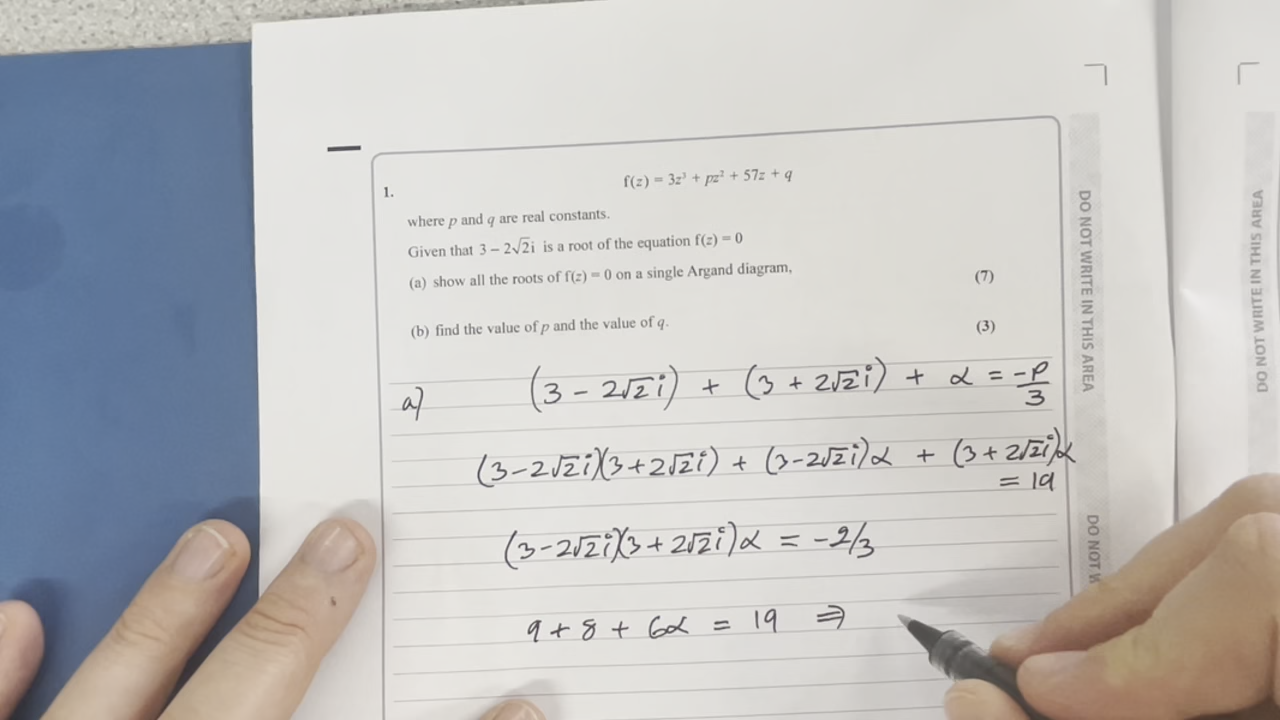 1.
f(z) = 3z³ + pz² + 57z + q
where p and q are real constants.
Given that 3 − 2√2i is a root of the equation f(z) = 0
(a) show all the roots of f(z) = 0 on a single Argand diagram,
(7)
(b) find the value of p and the value of q.
(3)
a) (3 − 2√2i) + (3 + 2√2i) + α = −p/3
(3−2√2i)(3+2√2i) + (3−2√2i)α + (3+2√2i)α
= 19
(3−2√2i)(3+2√2i)α = −q/3
9 + 8 + 6α = 19 ⇒
DO NOT WRITE IN THIS AREA
DO NOT W
DO NOT WRITE IN THIS AREA